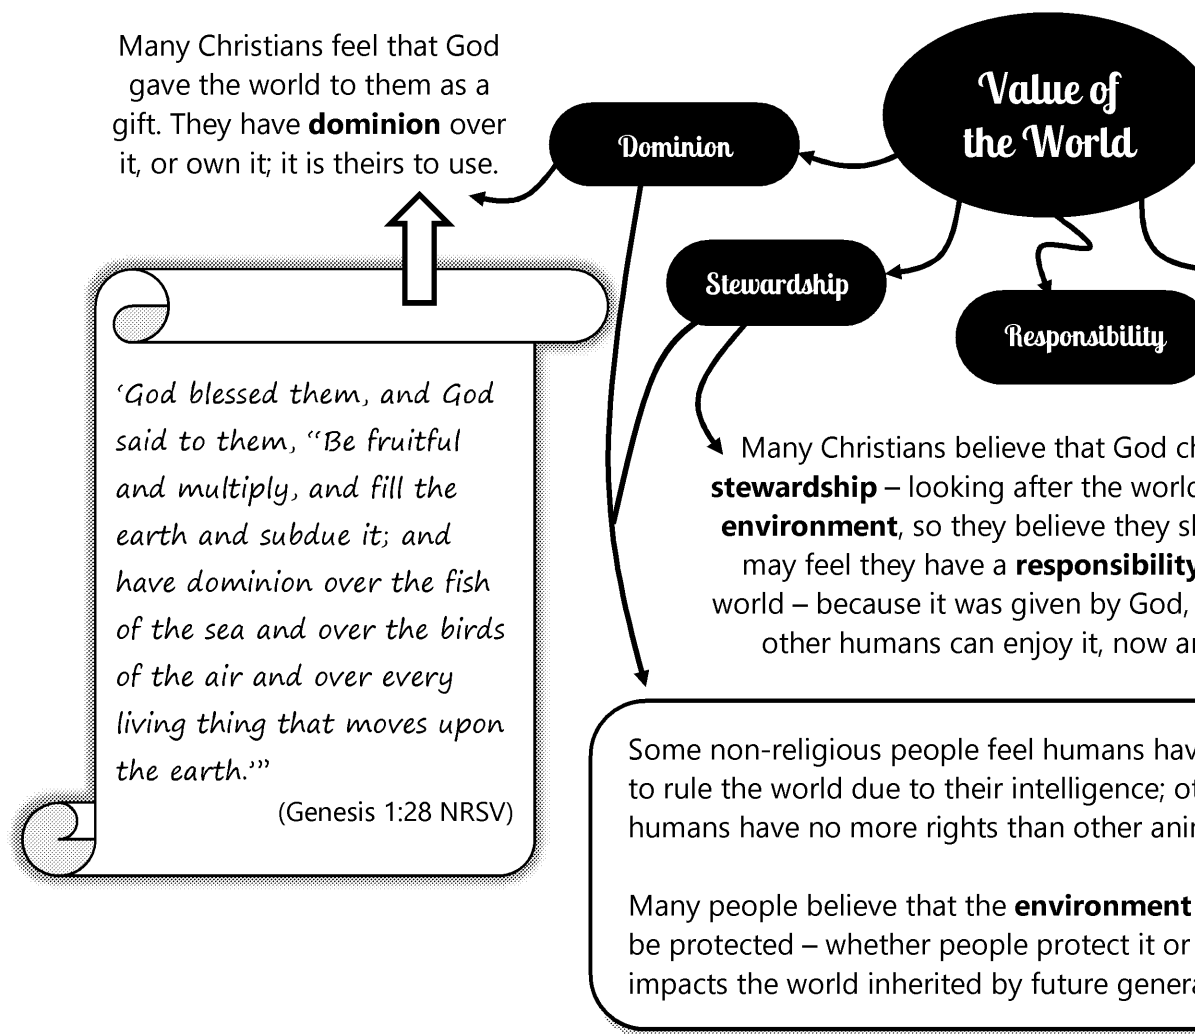 Many Christians feel that God
gave the world to them as a
gift. They have dominion over
it, or own it; it is theirs to use.
Dominion
Value of
the World
Stewardship
Responsibility
‘God blessed them, and God
said to them, “Be fruitful
and multiply, and fill the
earth and subdue it; and
have dominion over the fish
of the sea and over the birds
of the air and over every
living thing that moves upon
the earth.’”
(Genesis 1:28 NRSV)
Many Christians believe that God
stewardship – looking after the
environment, so they believe they
may feel they have a responsibility
world – because it was given by God,
other humans can enjoy it, now
Some non-religious people feel humans
to rule the world due to their intelligence;
humans have no more rights than other
Many people believe that the environment
be protected – whether people protect it or
impacts the world inherited by future